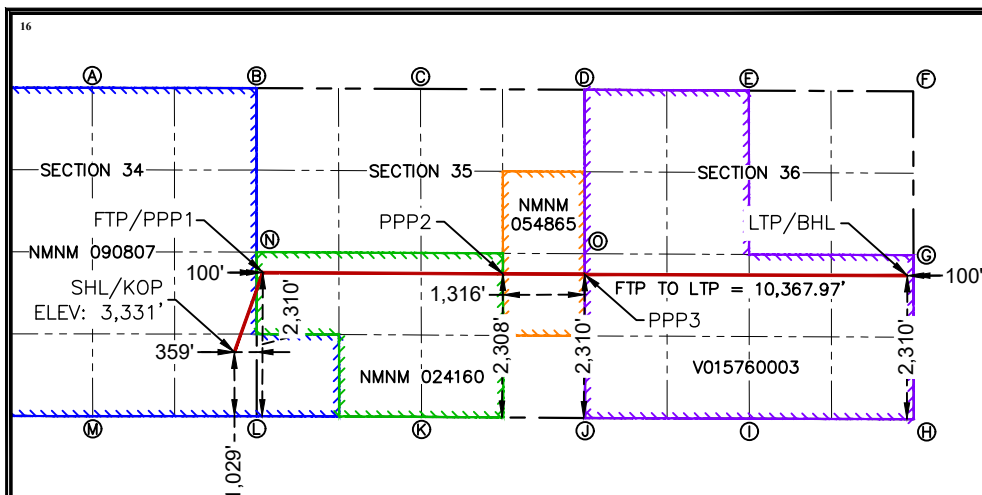 16
A
B
C
D
E
F
SECTION 34
SECTION 35
SECTION 36
FTP/PPP1
PPP2
NMNM
054865
LTP/BHL
N
O
G
NMNM 090807
100'
100'
SHL/KOP
ELEV: 3,331'
1,316'
FTP TO LTP = 10,367.97'
PPP3
359'
2,310'
2,308'
2,310'
2,310'
NMNM 024160
V015760003
M
L
K
J
I
H
1,029'